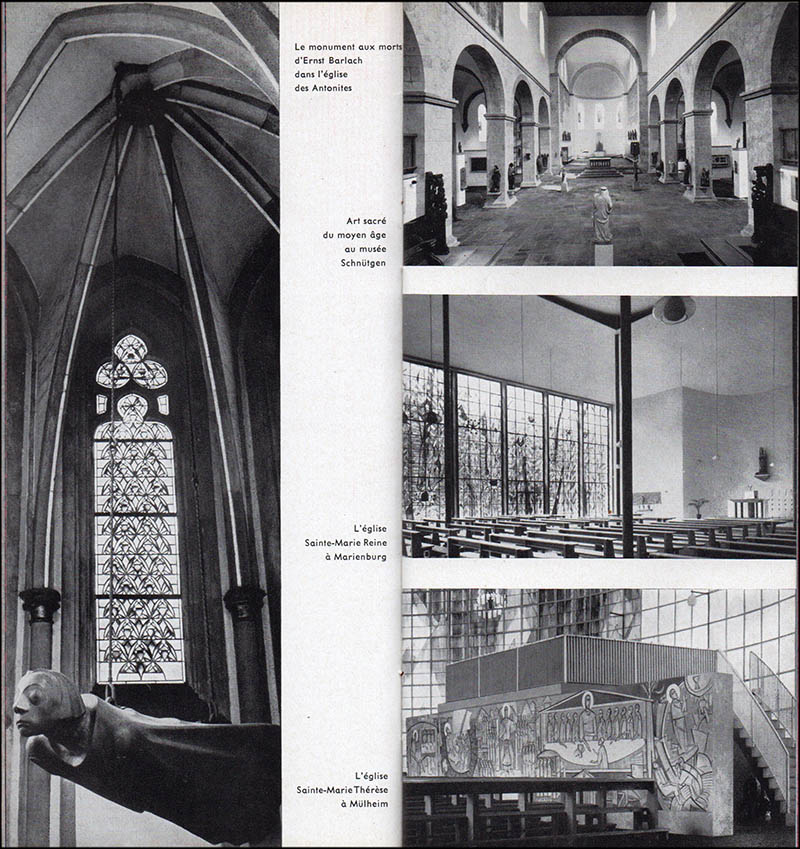 Le monument aux morts
d'Ernst Barlach
dans l'église
des Antonites
Art sacré
du moyen âge
au musée
Schnütgen
L'église
Sainte-Marie Reine
à Marienburg
L'église
Sainte-Marie Thérèse
à Mülheim